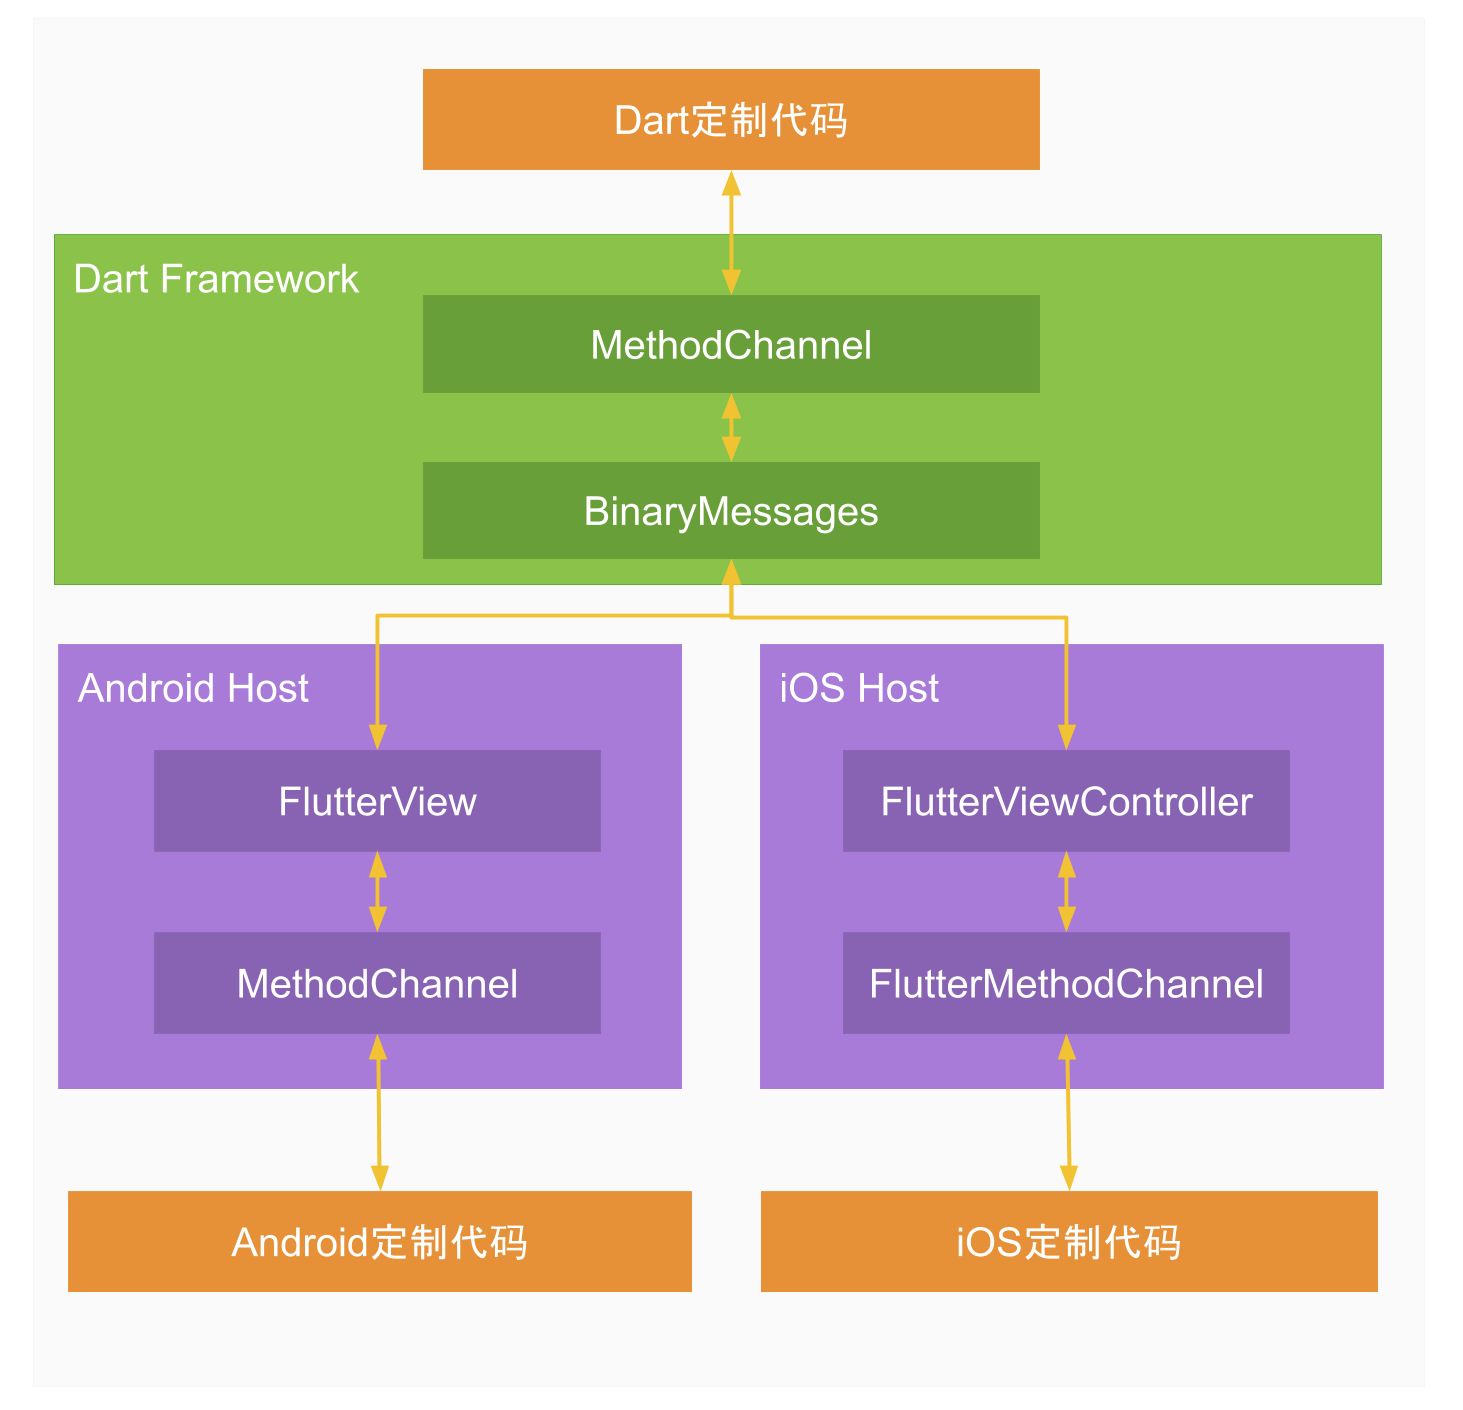 Dart定制代码
Dart Framework
MethodChannel
BinaryMessages
Android Host
FlutterView
MethodChannel
iOS Host
FlutterViewController
FlutterMethodChannel
Android定制代码
iOS定制代码